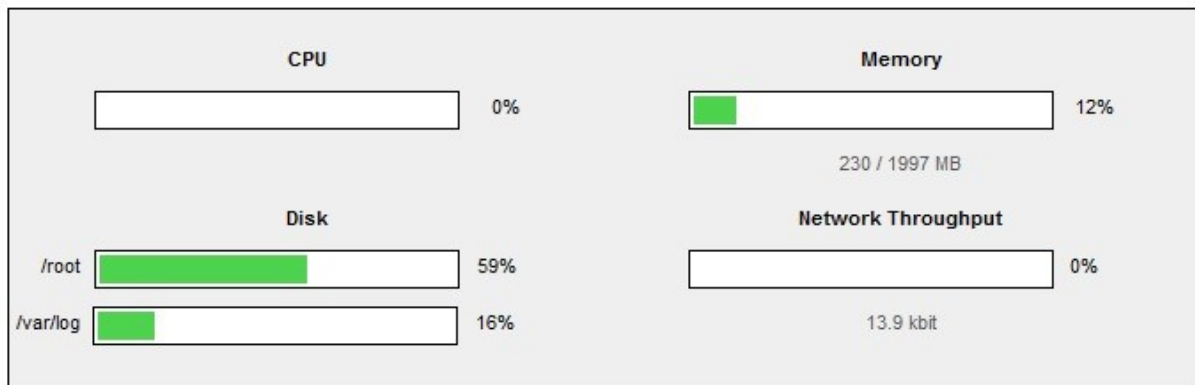 CPU
0%
Memory
12%
230 / 1997 MB
Disk
/root
59%
/var/log
16%
Network Throughput
0%
13.9 kbit